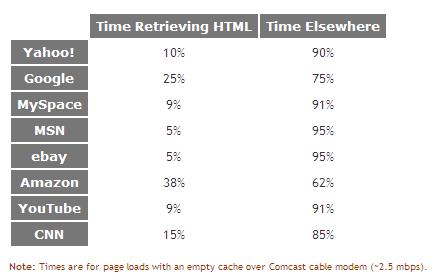 Time Retrieving HTML Time Elsewhere
Yahoo! 10% 90%
Google 25% 75%
MySpace 9% 91%
MSN 5% 95%
ebay 5% 95%
Amazon 38% 62%
YouTube 9% 91%
CNN 15% 85%
Note: Times are for page loads with an empty cache over Comcast cable modem (~2.5 mbps).